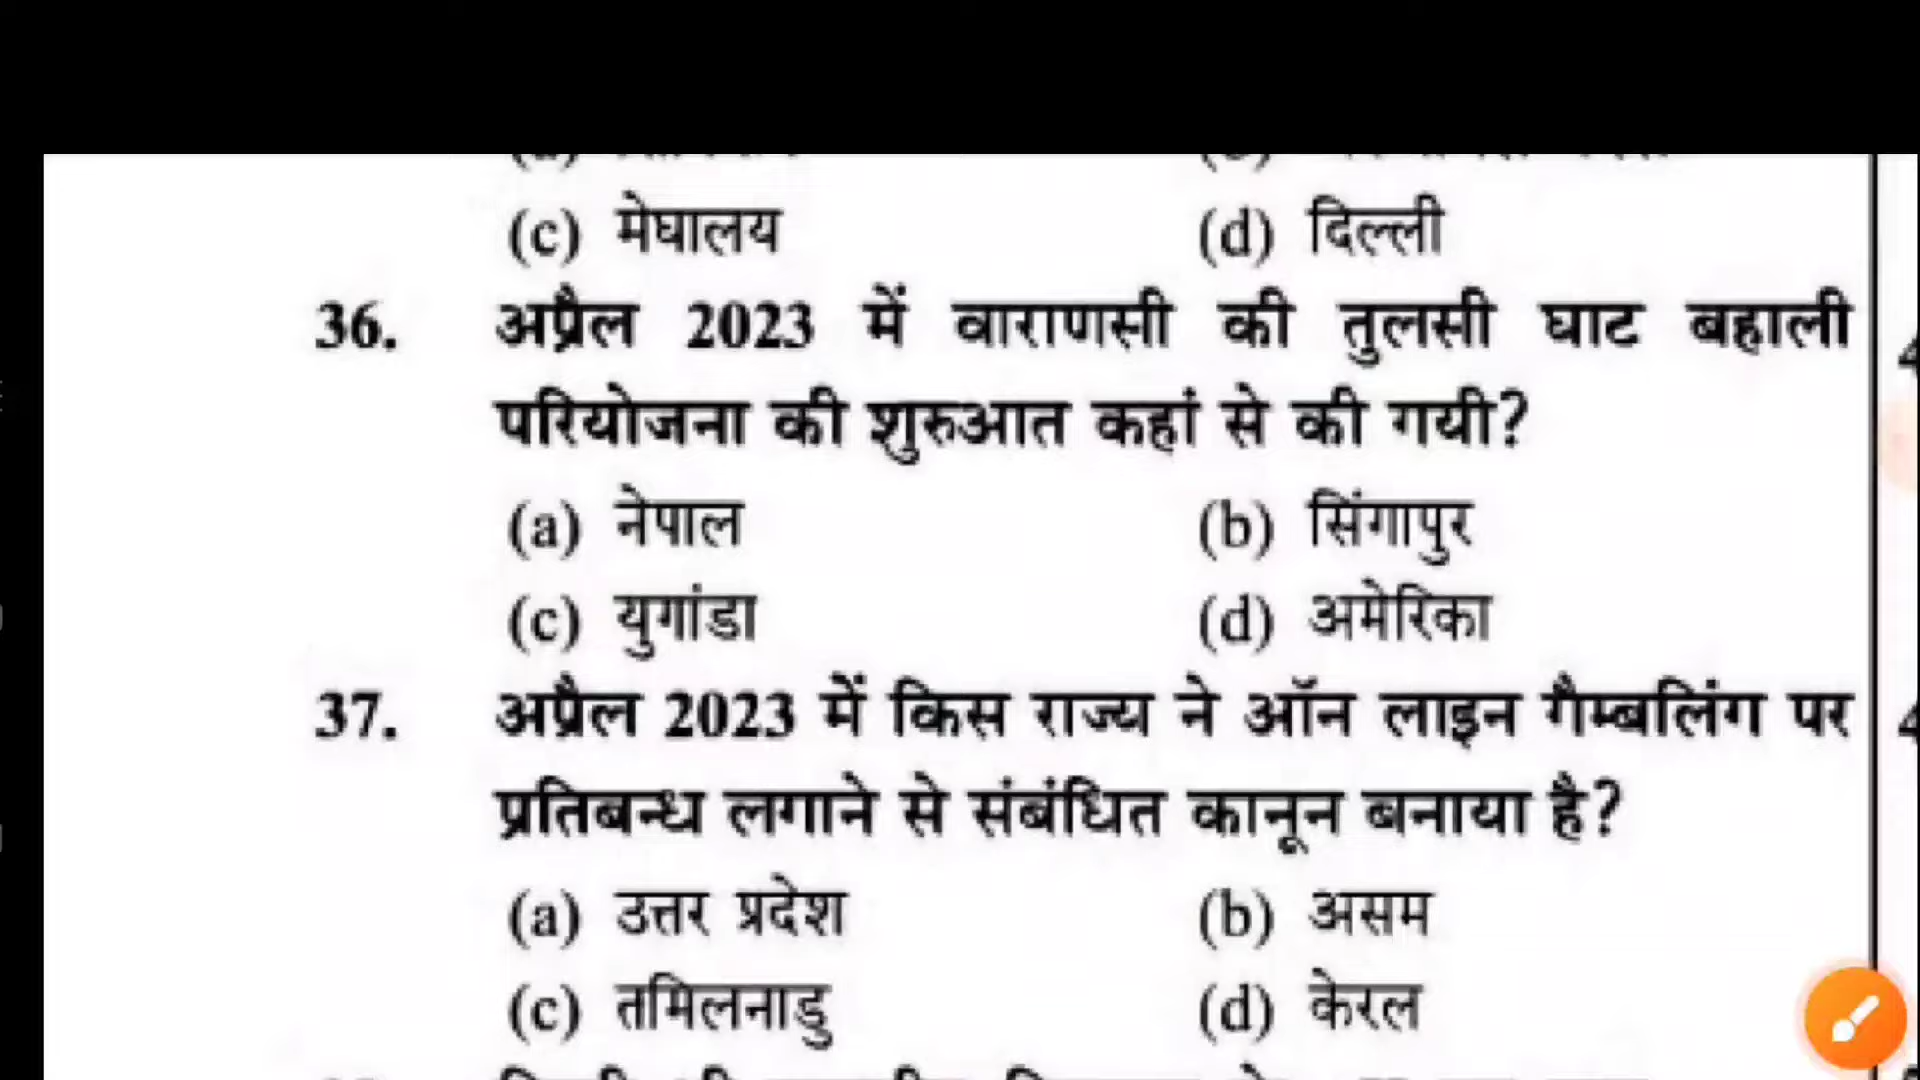 (c) मेघालय (d) दिल्ली
36. अप्रैल 2023 में वाराणसी की तुलसी घाट बहाली
परियोजना की शुरुआत कहां से की गयी?
(a) नेपाल (b) सिंगापुर
(c) युगांडा (d) अमेरिका
37. अप्रैल 2023 में किस राज्य ने ऑन लाइन गैम्बलिंग पर
प्रतिबन्ध लगाने से संबंधित कानून बनाया है?
(a) उत्तर प्रदेश (b) असम
(c) तमिलनाडु (d) केरल